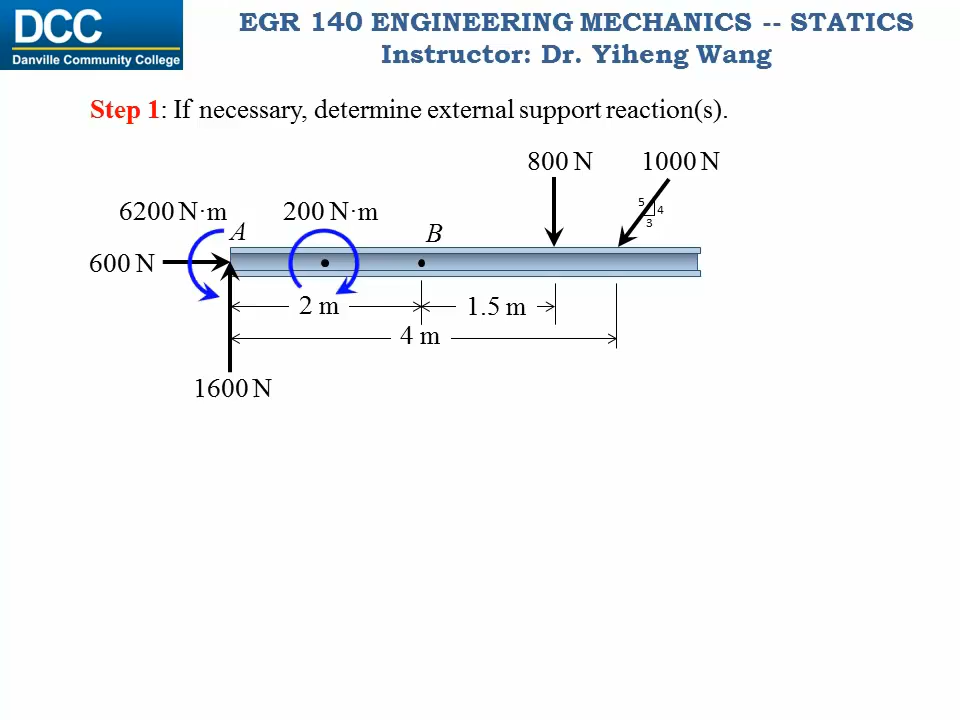 DCC
Danville Community College
EGR 140 ENGINEERING MECHANICS -- STATICS
Instructor: Dr. Yiheng Wang
Step 1: If necessary, determine external support reaction(s).
800 N 1000 N
5 4
3
6200 N·m 200 N·m
A B
600 N
2 m 1.5 m
4 m
1600 N